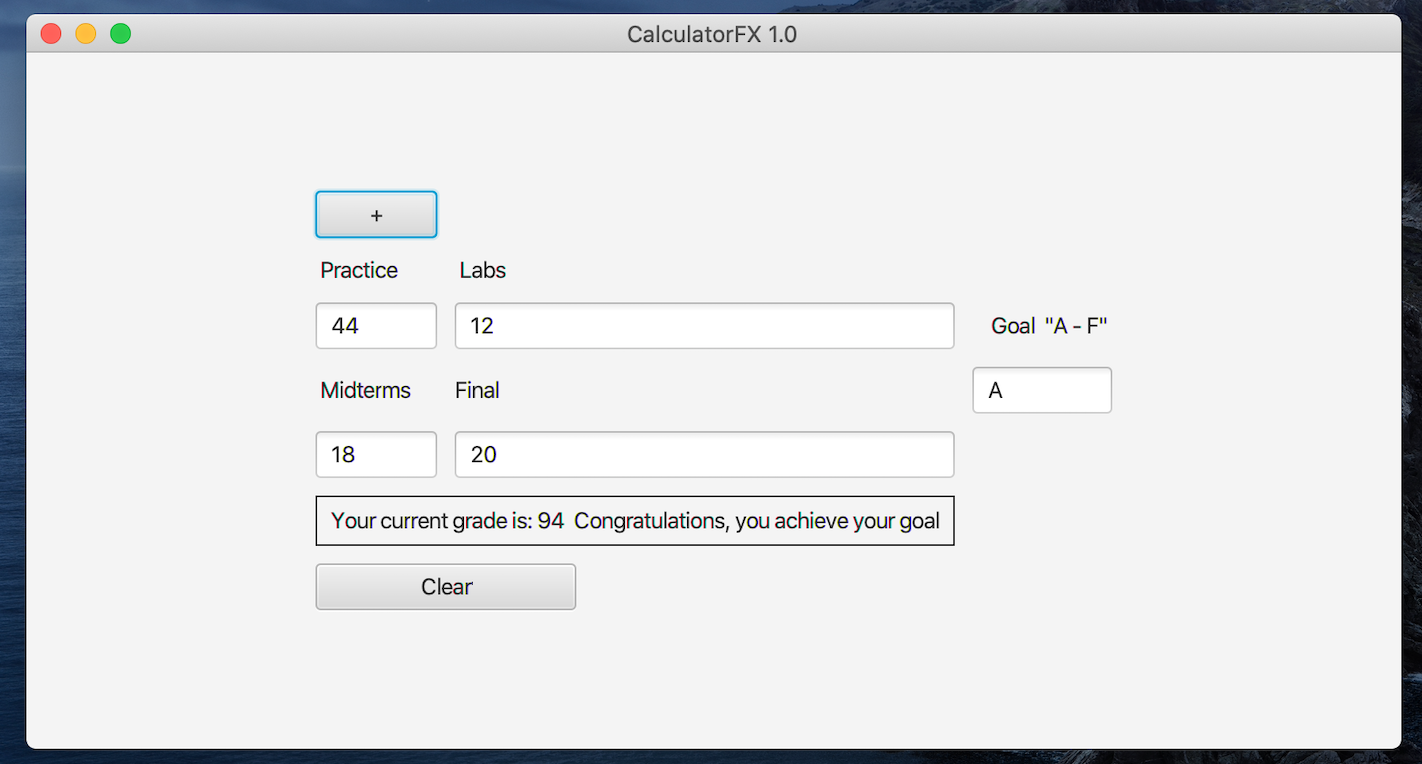 CalculatorFX 1.0
+
Practice Labs
44 12 Goal "A - F"
Midterms Final A
18 20
Your current grade is: 94 Congratulations, you achieve your goal
Clear